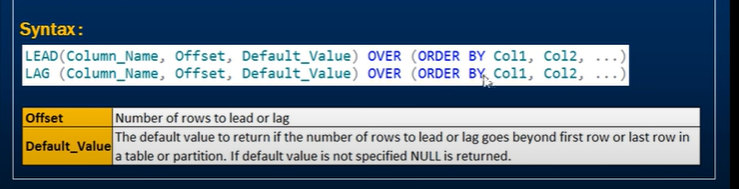 Syntax :
LEAD(Column_Name, Offset, Default_Value) OVER (ORDER BY Col1, Col2, ...)
LAG (Column_Name, Offset, Default_Value) OVER (ORDER BY Col1, Col2, ...)
Offset Number of rows to lead or lag
Default_Value The default value to return if the number of rows to lead or lag goes beyond first row or last row in
a table or partition. If default value is not specified NULL is returned.